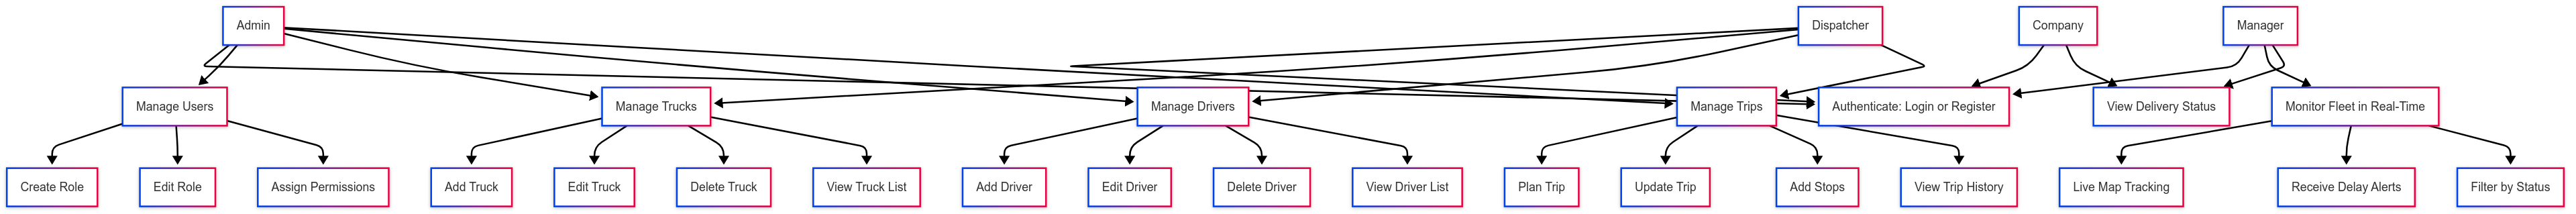 Admin
Dispatcher
Company
Manager
Manage Users
Manage Trucks
Manage Drivers
Manage Trips
Authenticate: Login or Register
View Delivery Status
Monitor Fleet in Real-Time
Create Role
Edit Role
Assign Permissions
Add Truck
Edit Truck
Delete Truck
View Truck List
Add Driver
Edit Driver
Delete Driver
View Driver List
Plan Trip
Update Trip
Add Stops
View Trip History
Live Map Tracking
Receive Delay Alerts
Filter by Status